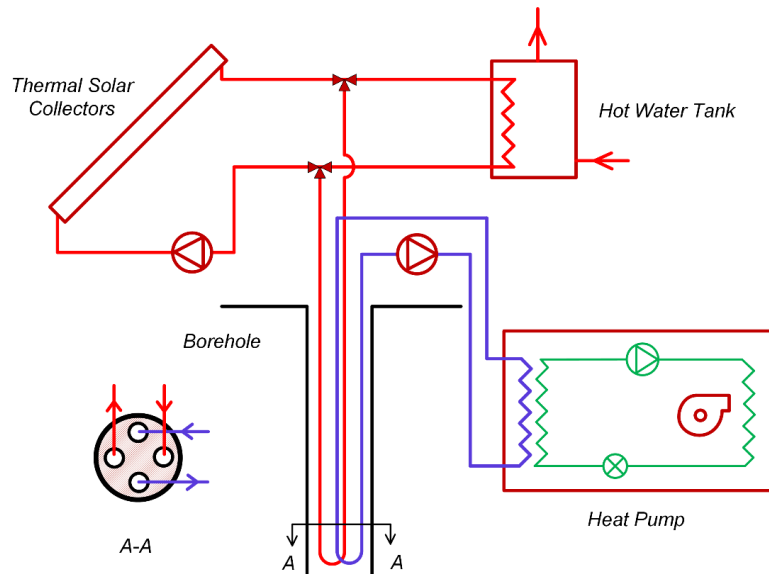 Thermal Solar
Collectors
Hot Water Tank
Borehole
A-A
A
A
Heat Pump